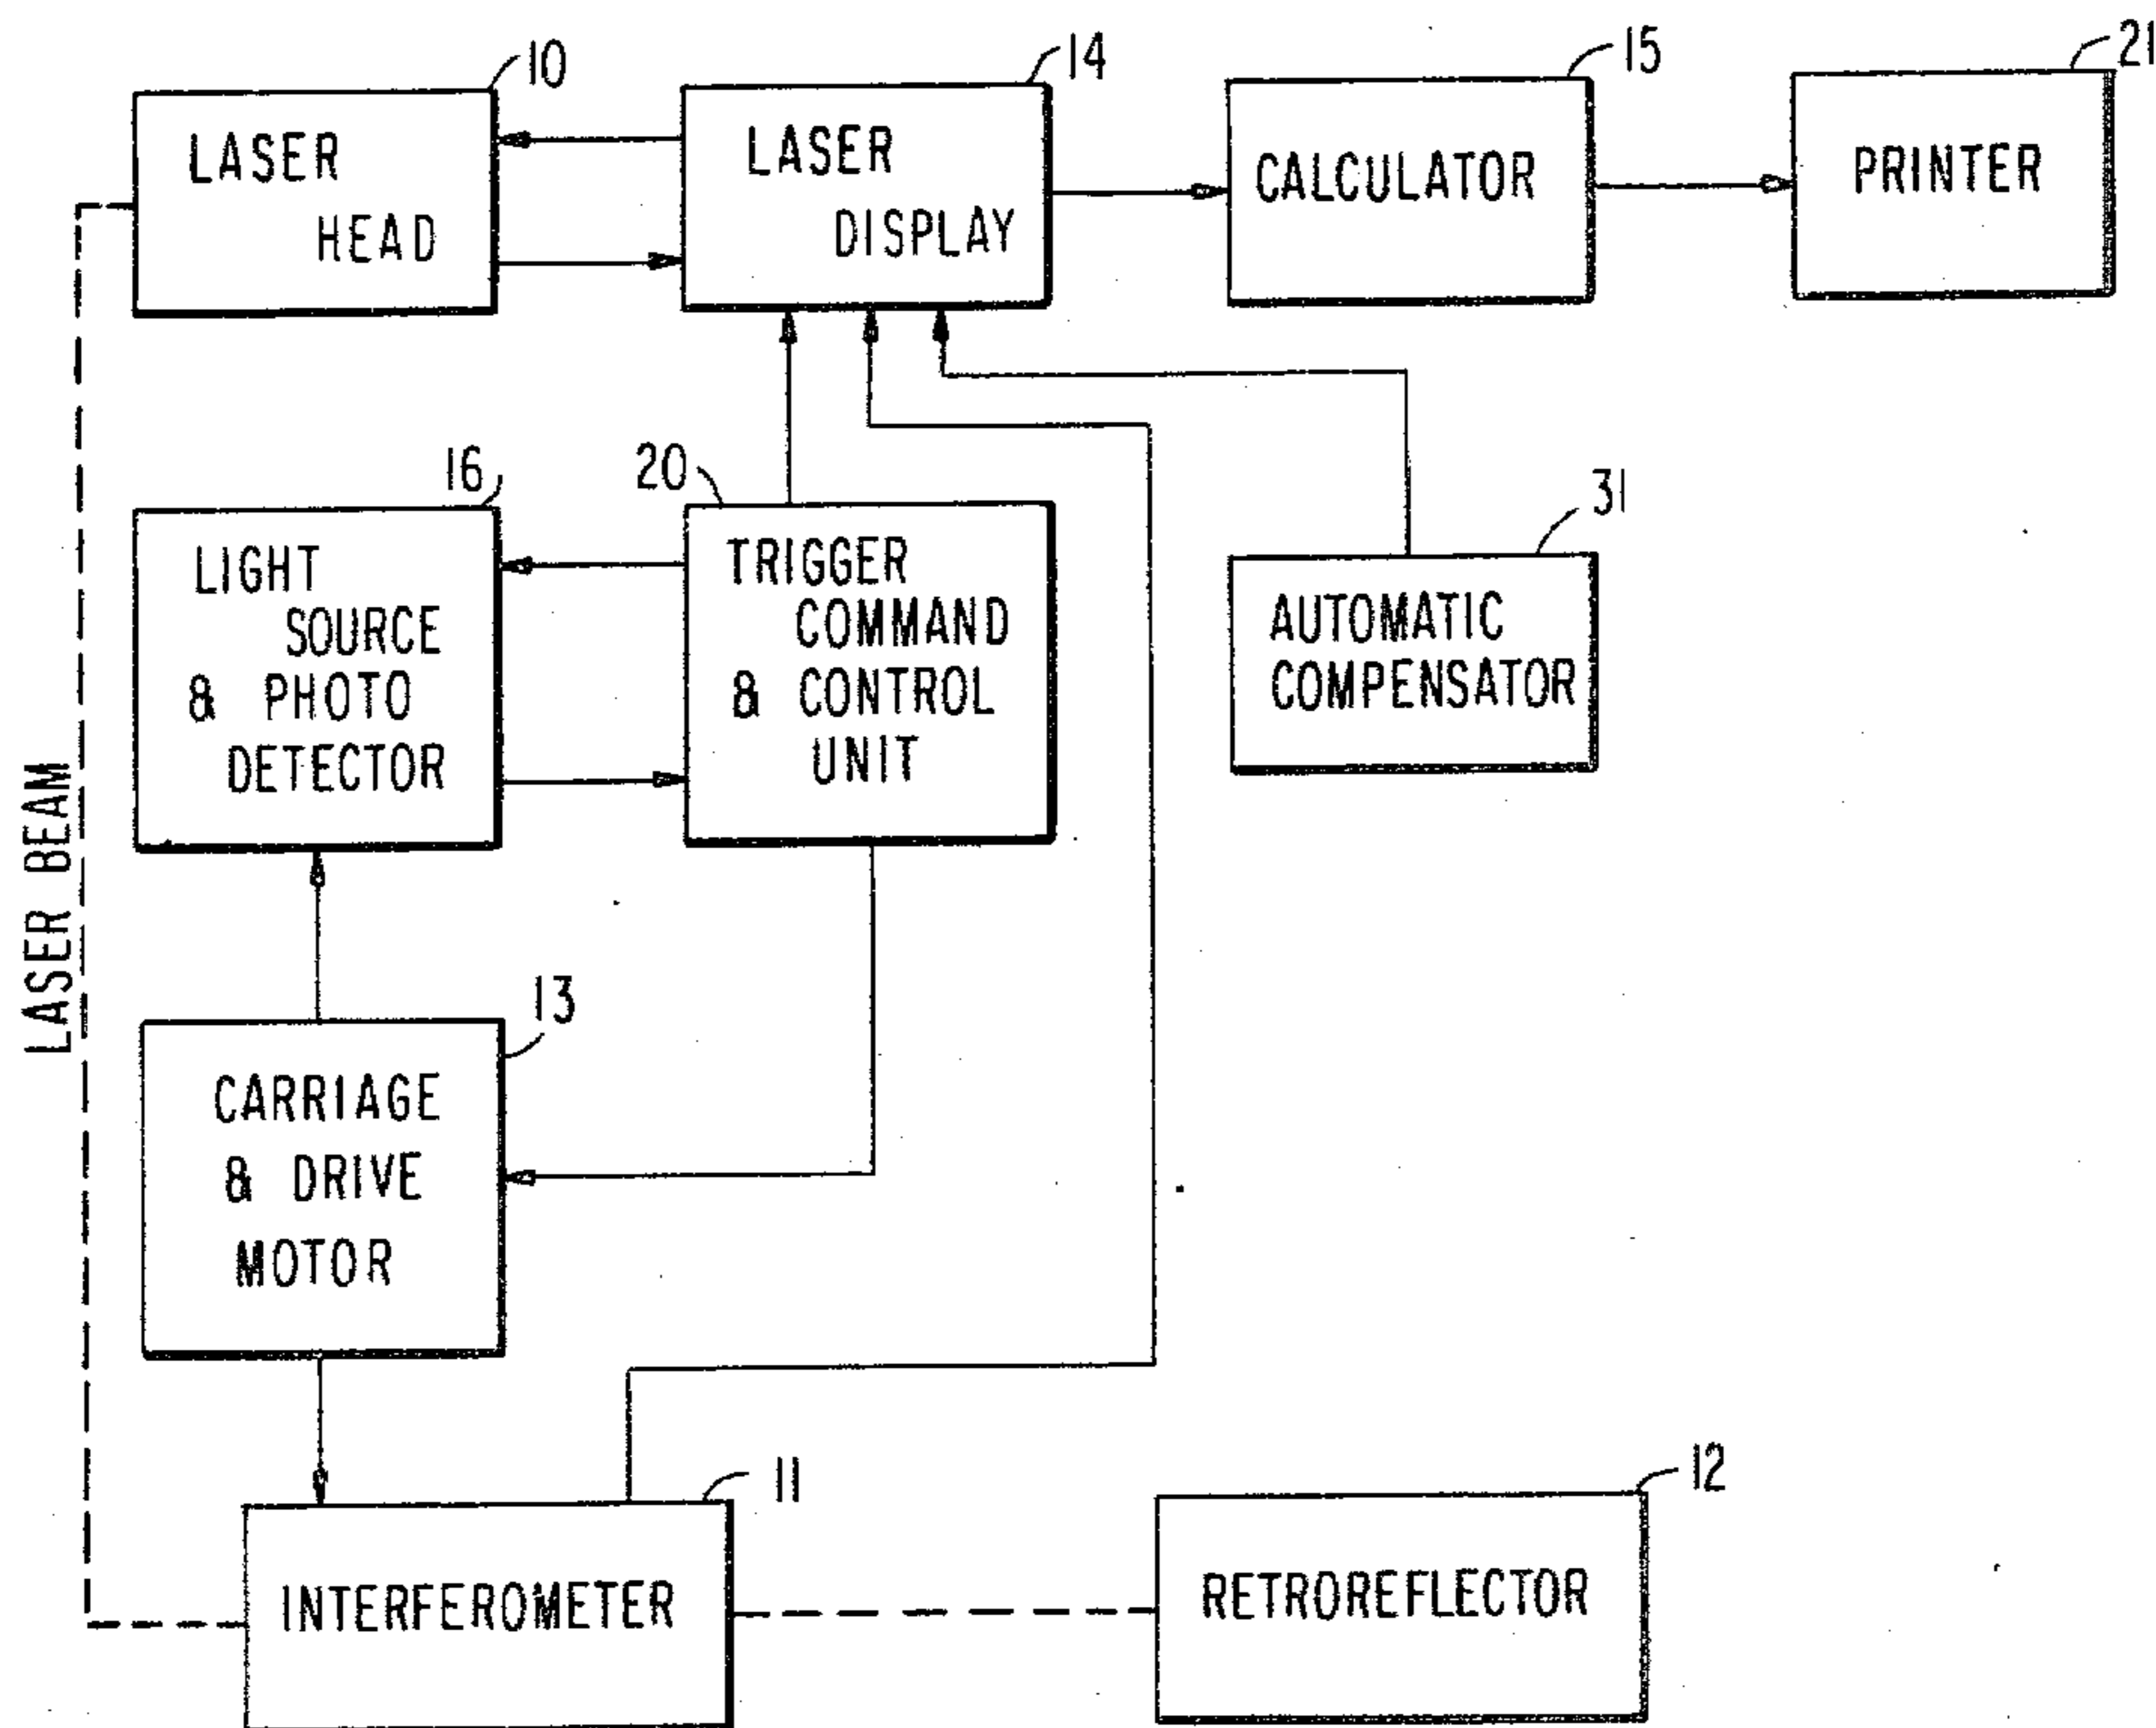 10
LASER
HEAD
14
LASER
DISPLAY
15
CALCULATOR
21
PRINTER
16
LIGHT
SOURCE
& PHOTO
DETECTOR
20
TRIGGER
COMMAND
& CONTROL
UNIT
31
AUTOMATIC
COMPENSATOR
LASER BEAM
13
CARRIAGE
& DRIVE
MOTOR
11
INTERFEROMETER
12
RETROREFLECTOR